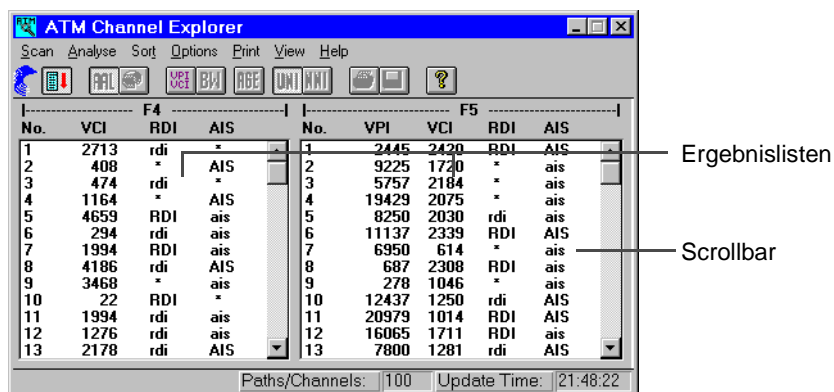 ATM Channel Explorer
Scan Analyse Sort Options Print View Help
AAL VPI VCI BW AGE UNI NNI ?
|-------------------- F4 --------------------| |-------------------- F5 --------------------|
No. VCI RDI AIS No. VPI VCI RDI AIS
1 2713 rdi * 1 2445 2420 RDI AIS
2 408 * AIS 2 9225 1720 * ais
3 474 rdi * 3 5757 2184 * ais
4 1164 * AIS 4 19429 2075 * ais
5 4659 RDI ais 5 8250 2030 rdi ais
6 294 rdi ais 6 11137 2339 RDI AIS
7 1994 RDI ais 7 6950 614 * ais
8 4186 rdi AIS 8 687 2308 RDI ais
9 3468 * ais 9 278 1046 * ais
10 22 RDI * 10 12437 1250 rdi AIS
11 1994 rdi ais 11 20979 1014 RDI AIS
12 1276 rdi ais 12 16065 1711 RDI ais
13 2178 rdi AIS 13 7800 1281 rdi AIS
Ergebnislisten
Scrollbar
Paths/Channels: 100 Update Time: 21:48:22